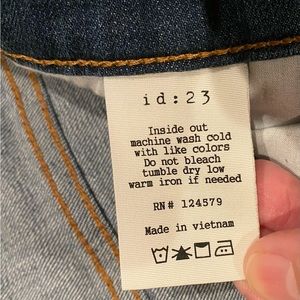 id:23
Inside out
machine wash cold
with like colors
Do not bleach
tumble dry low
warm iron if needed
RN# 124579
Made in vietnam